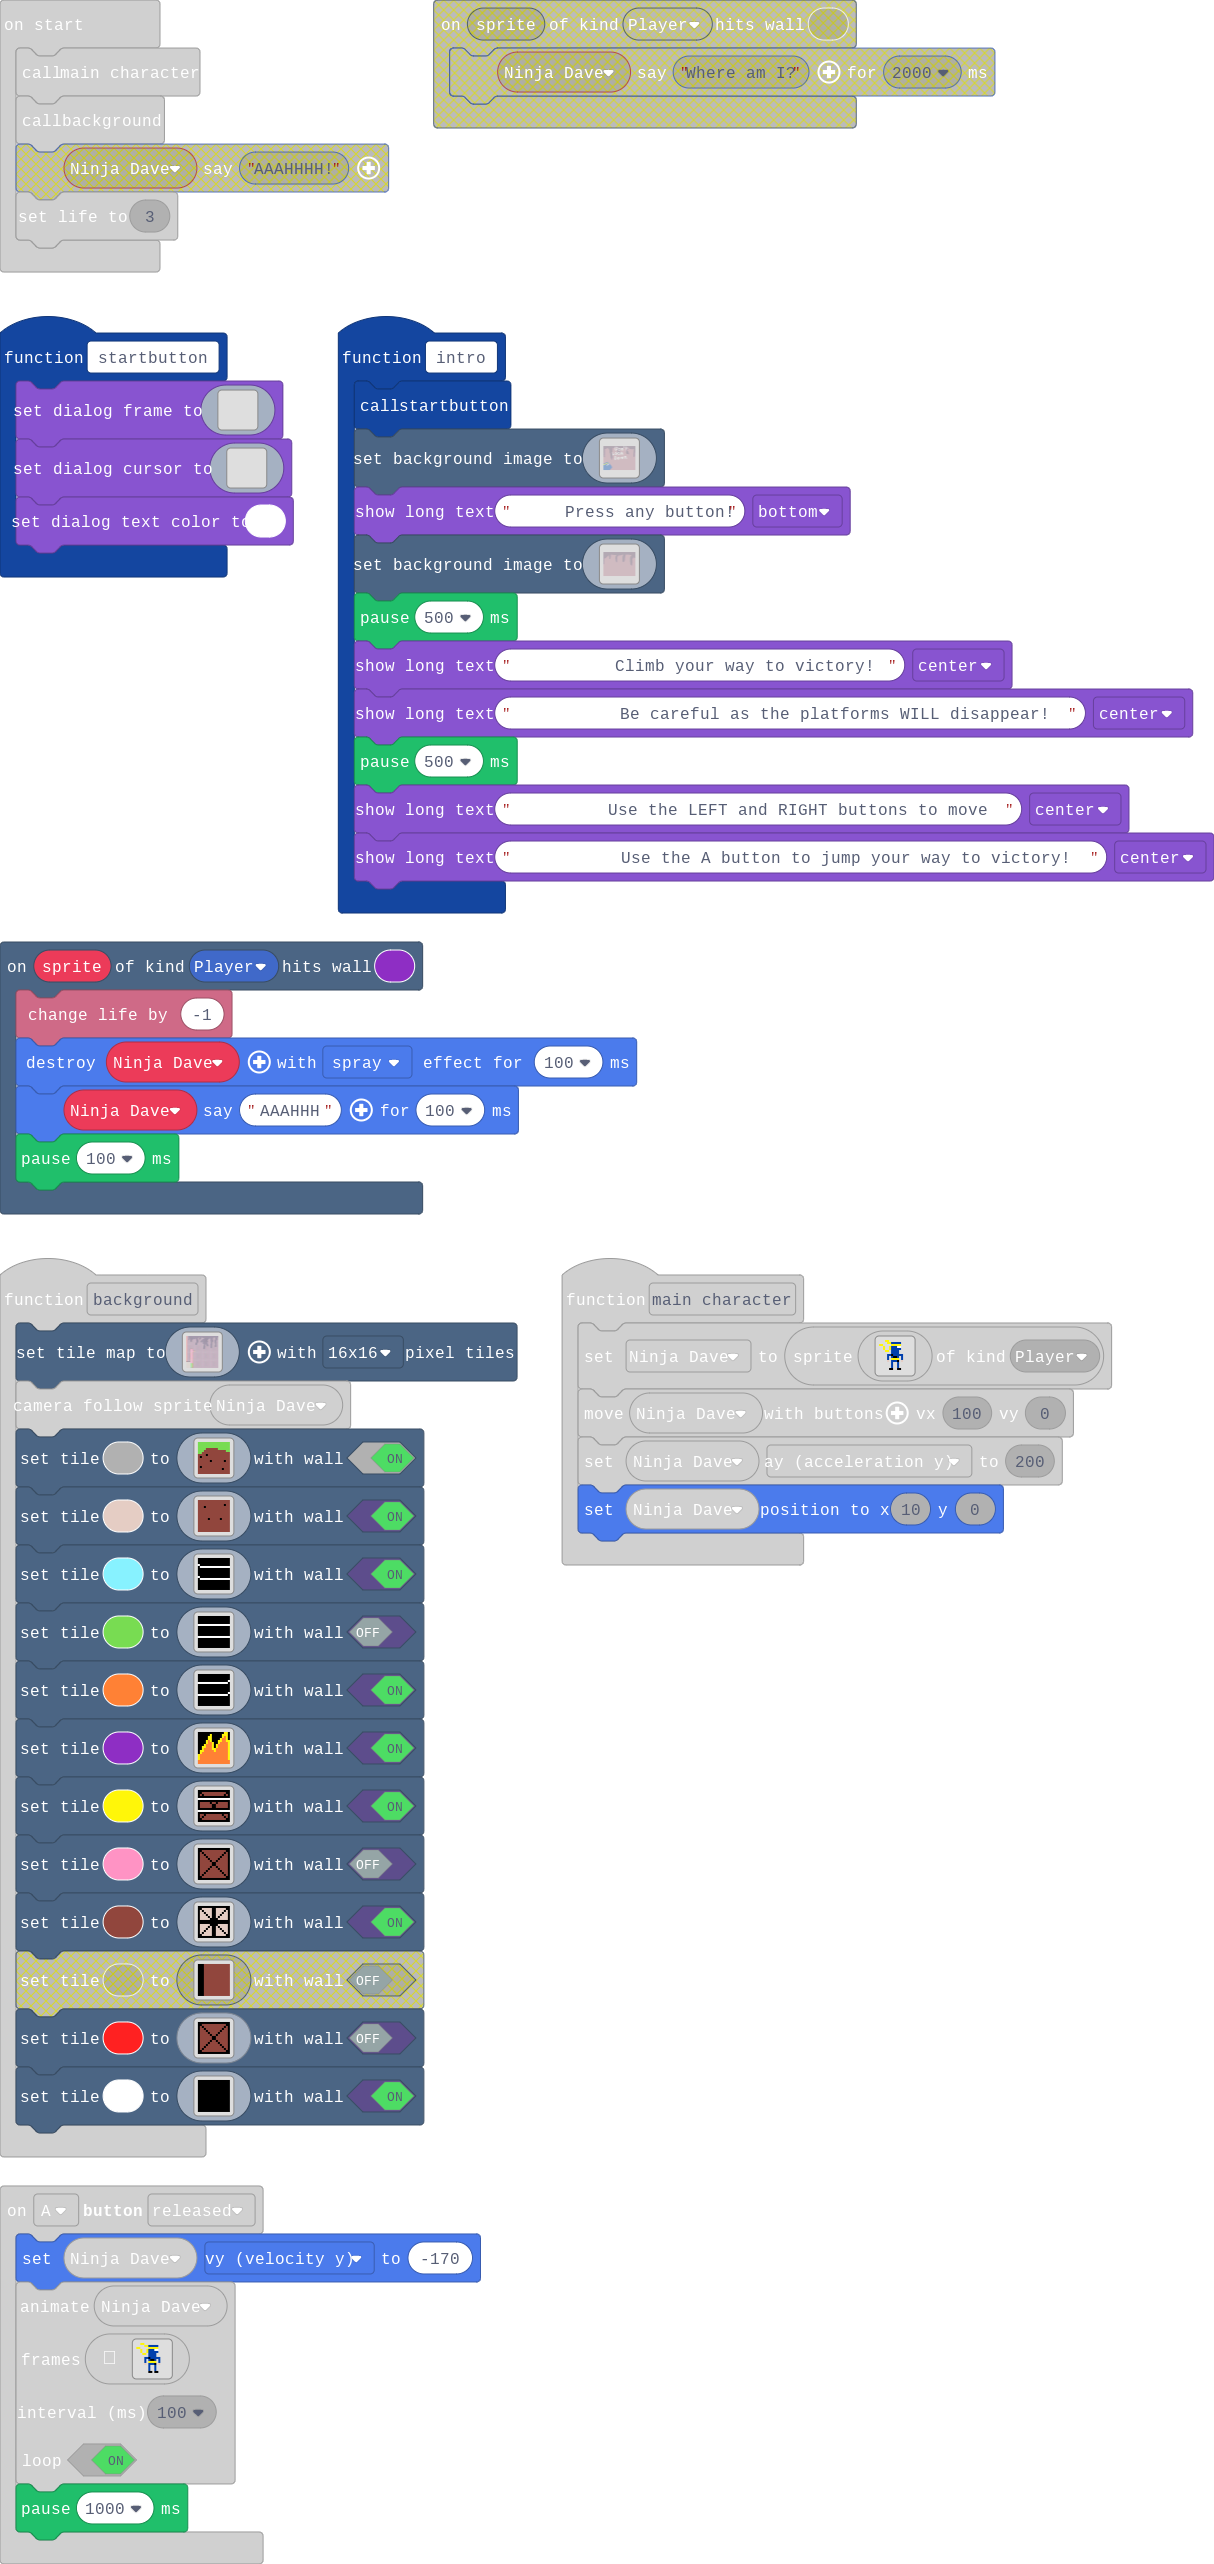 on start
call main character
call background
Ninja Dave say "AAAHHHH!"
set life to 3
on sprite of kind Player hits wall
Ninja Dave say "Where am I?" for 2000 ms
function startbutton
set dialog frame to
set dialog cursor to
set dialog text color to
function intro
call startbutton
set background image to
show long text " Press any button!" bottom
set background image to
pause 500 ms
show long text " Climb your way to victory! " center
show long text " Be careful as the platforms WILL disappear! " center
pause 500 ms
show long text " Use the LEFT and RIGHT buttons to move " center
show long text " Use the A button to jump your way to victory! " center
on sprite of kind Player hits wall
change life by -1
destroy Ninja Dave with spray effect for 100 ms
Ninja Dave say "AAAHHH " for 100 ms
pause 100 ms
function background
set tile map to with 16x16 pixel tiles
camera follow sprite Ninja Dave
set tile to with wall ON
set tile to with wall ON
set tile to with wall ON
set tile to with wall OFF
set tile to with wall ON
set tile to with wall ON
set tile to with wall ON
set tile to with wall OFF
set tile to with wall ON
set tile to with wall OFF
set tile to with wall OFF
set tile to with wall ON
function main character
set Ninja Dave to sprite of kind Player
move Ninja Dave with buttons vx 100 vy 0
set Ninja Dave ay (acceleration y) to 200
set Ninja Dave position to x 10 y 0
on A button released
set Ninja Dave vy (velocity y) to -170
animate Ninja Dave
frames
interval (ms) 100
loop ON
pause 1000 ms